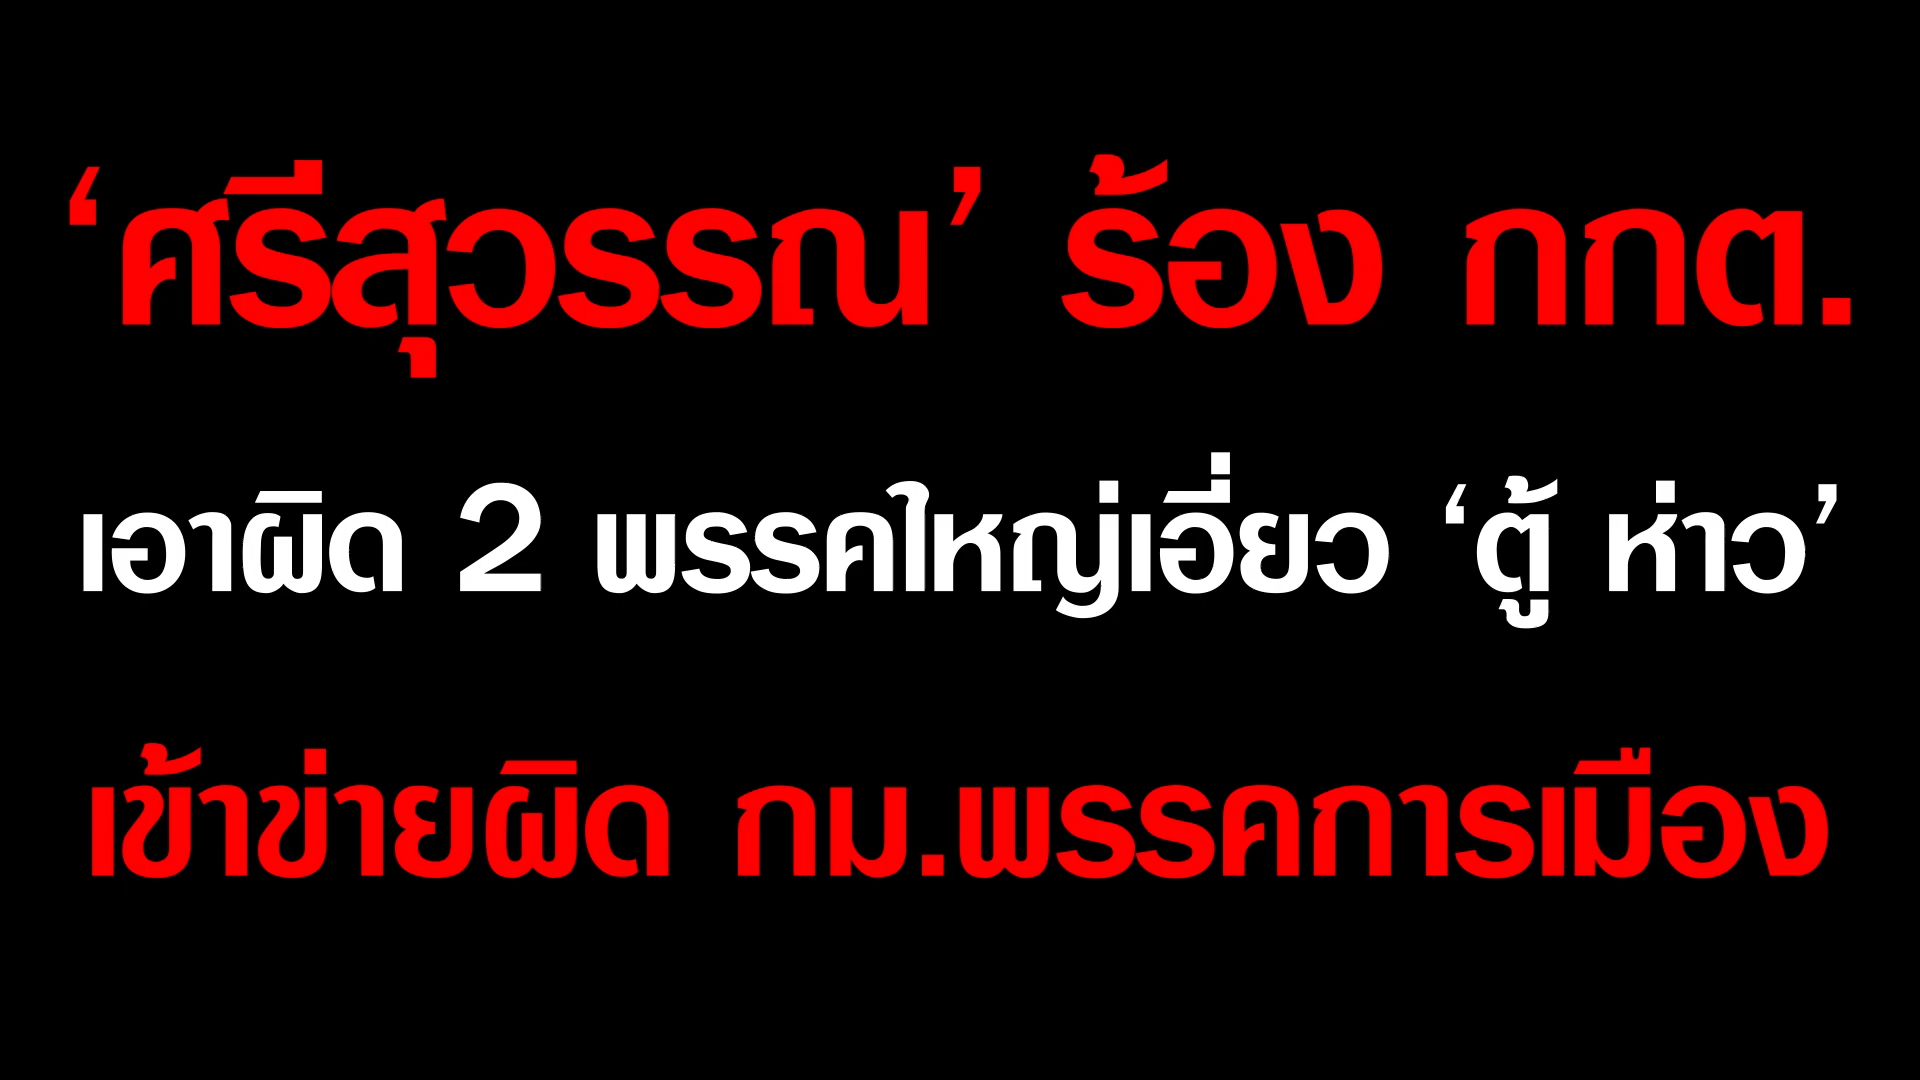 ‘ศรีสุวรรณ’ ร้อง กกต.
เอาผิด 2 พรรคใหญ่เอี่ยว ‘ตู้ ห่าว’
เข้าข่ายผิด กม.พรรคการเมือง